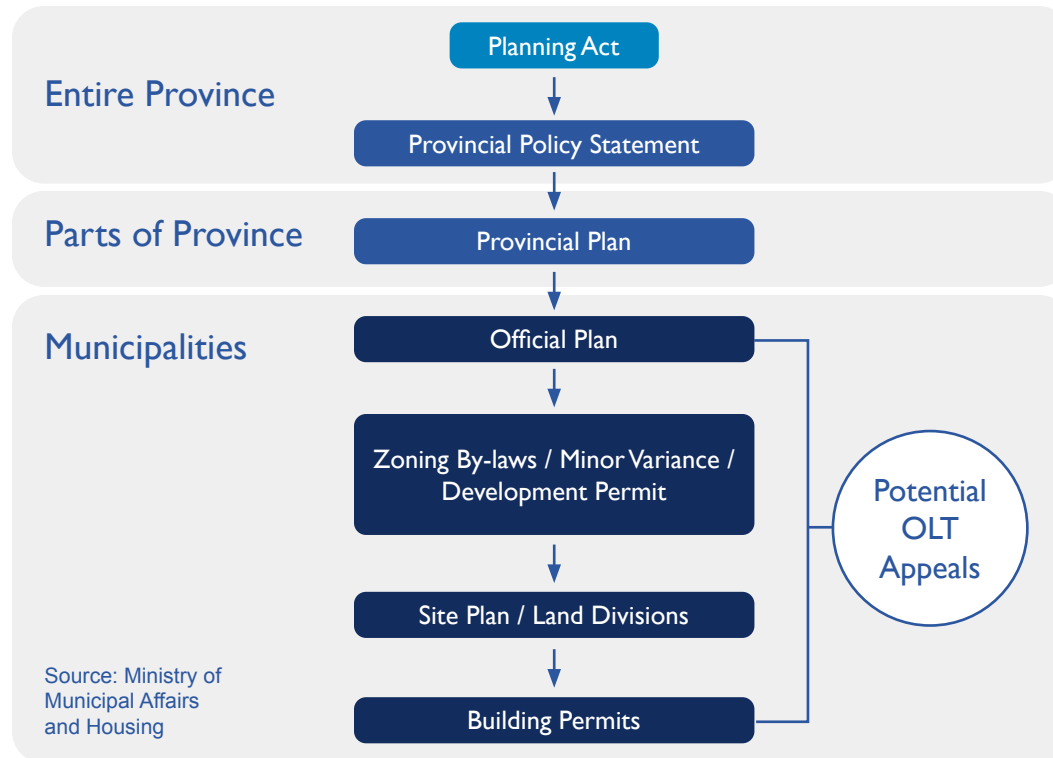 Entire Province
Planning Act
Provincial Policy Statement
Parts of Province
Provincial Plan
Municipalities
Official Plan
Zoning By-laws / Minor Variance /
Development Permit
Site Plan / Land Divisions
Building Permits
Potential
OLT
Appeals
Source: Ministry of
Municipal Affairs
and Housing